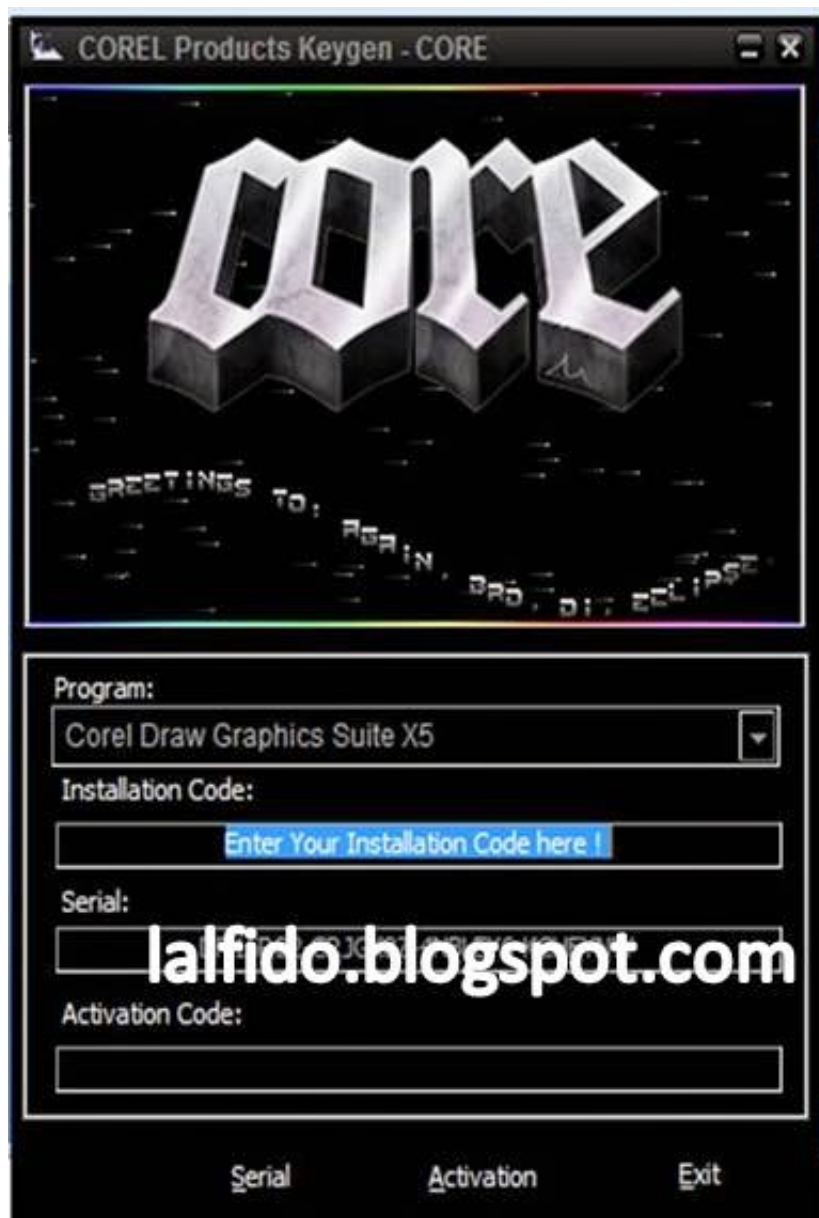 COREL Products Keygen - CORE
core
GREETINGS TO: AGAIN, BRD, DI, ECLIPSE
Program:
Corel Draw Graphics Suite X5
Installation Code:
Enter Your Installation Code here !
Serial:
lalfido.blogspot.com
Activation Code:
Serial Activation Exit